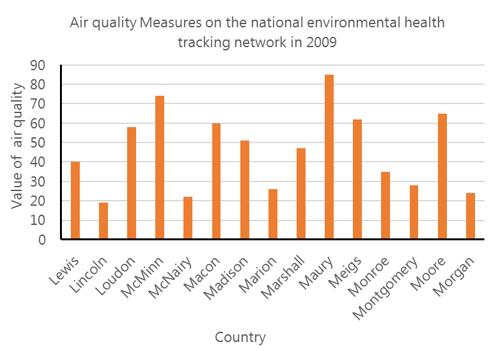 Air quality Measures on the national environmental health
tracking network in 2009
Value of air quality
90
80
70
60
50
40
30
20
10
0
Lewis
Lincoln
Loudon
McMinn
McNairy
Macon
Madison
Marion
Marshall
Maury
Meigs
Monroe
Montgomery
Moore
Morgan
Country